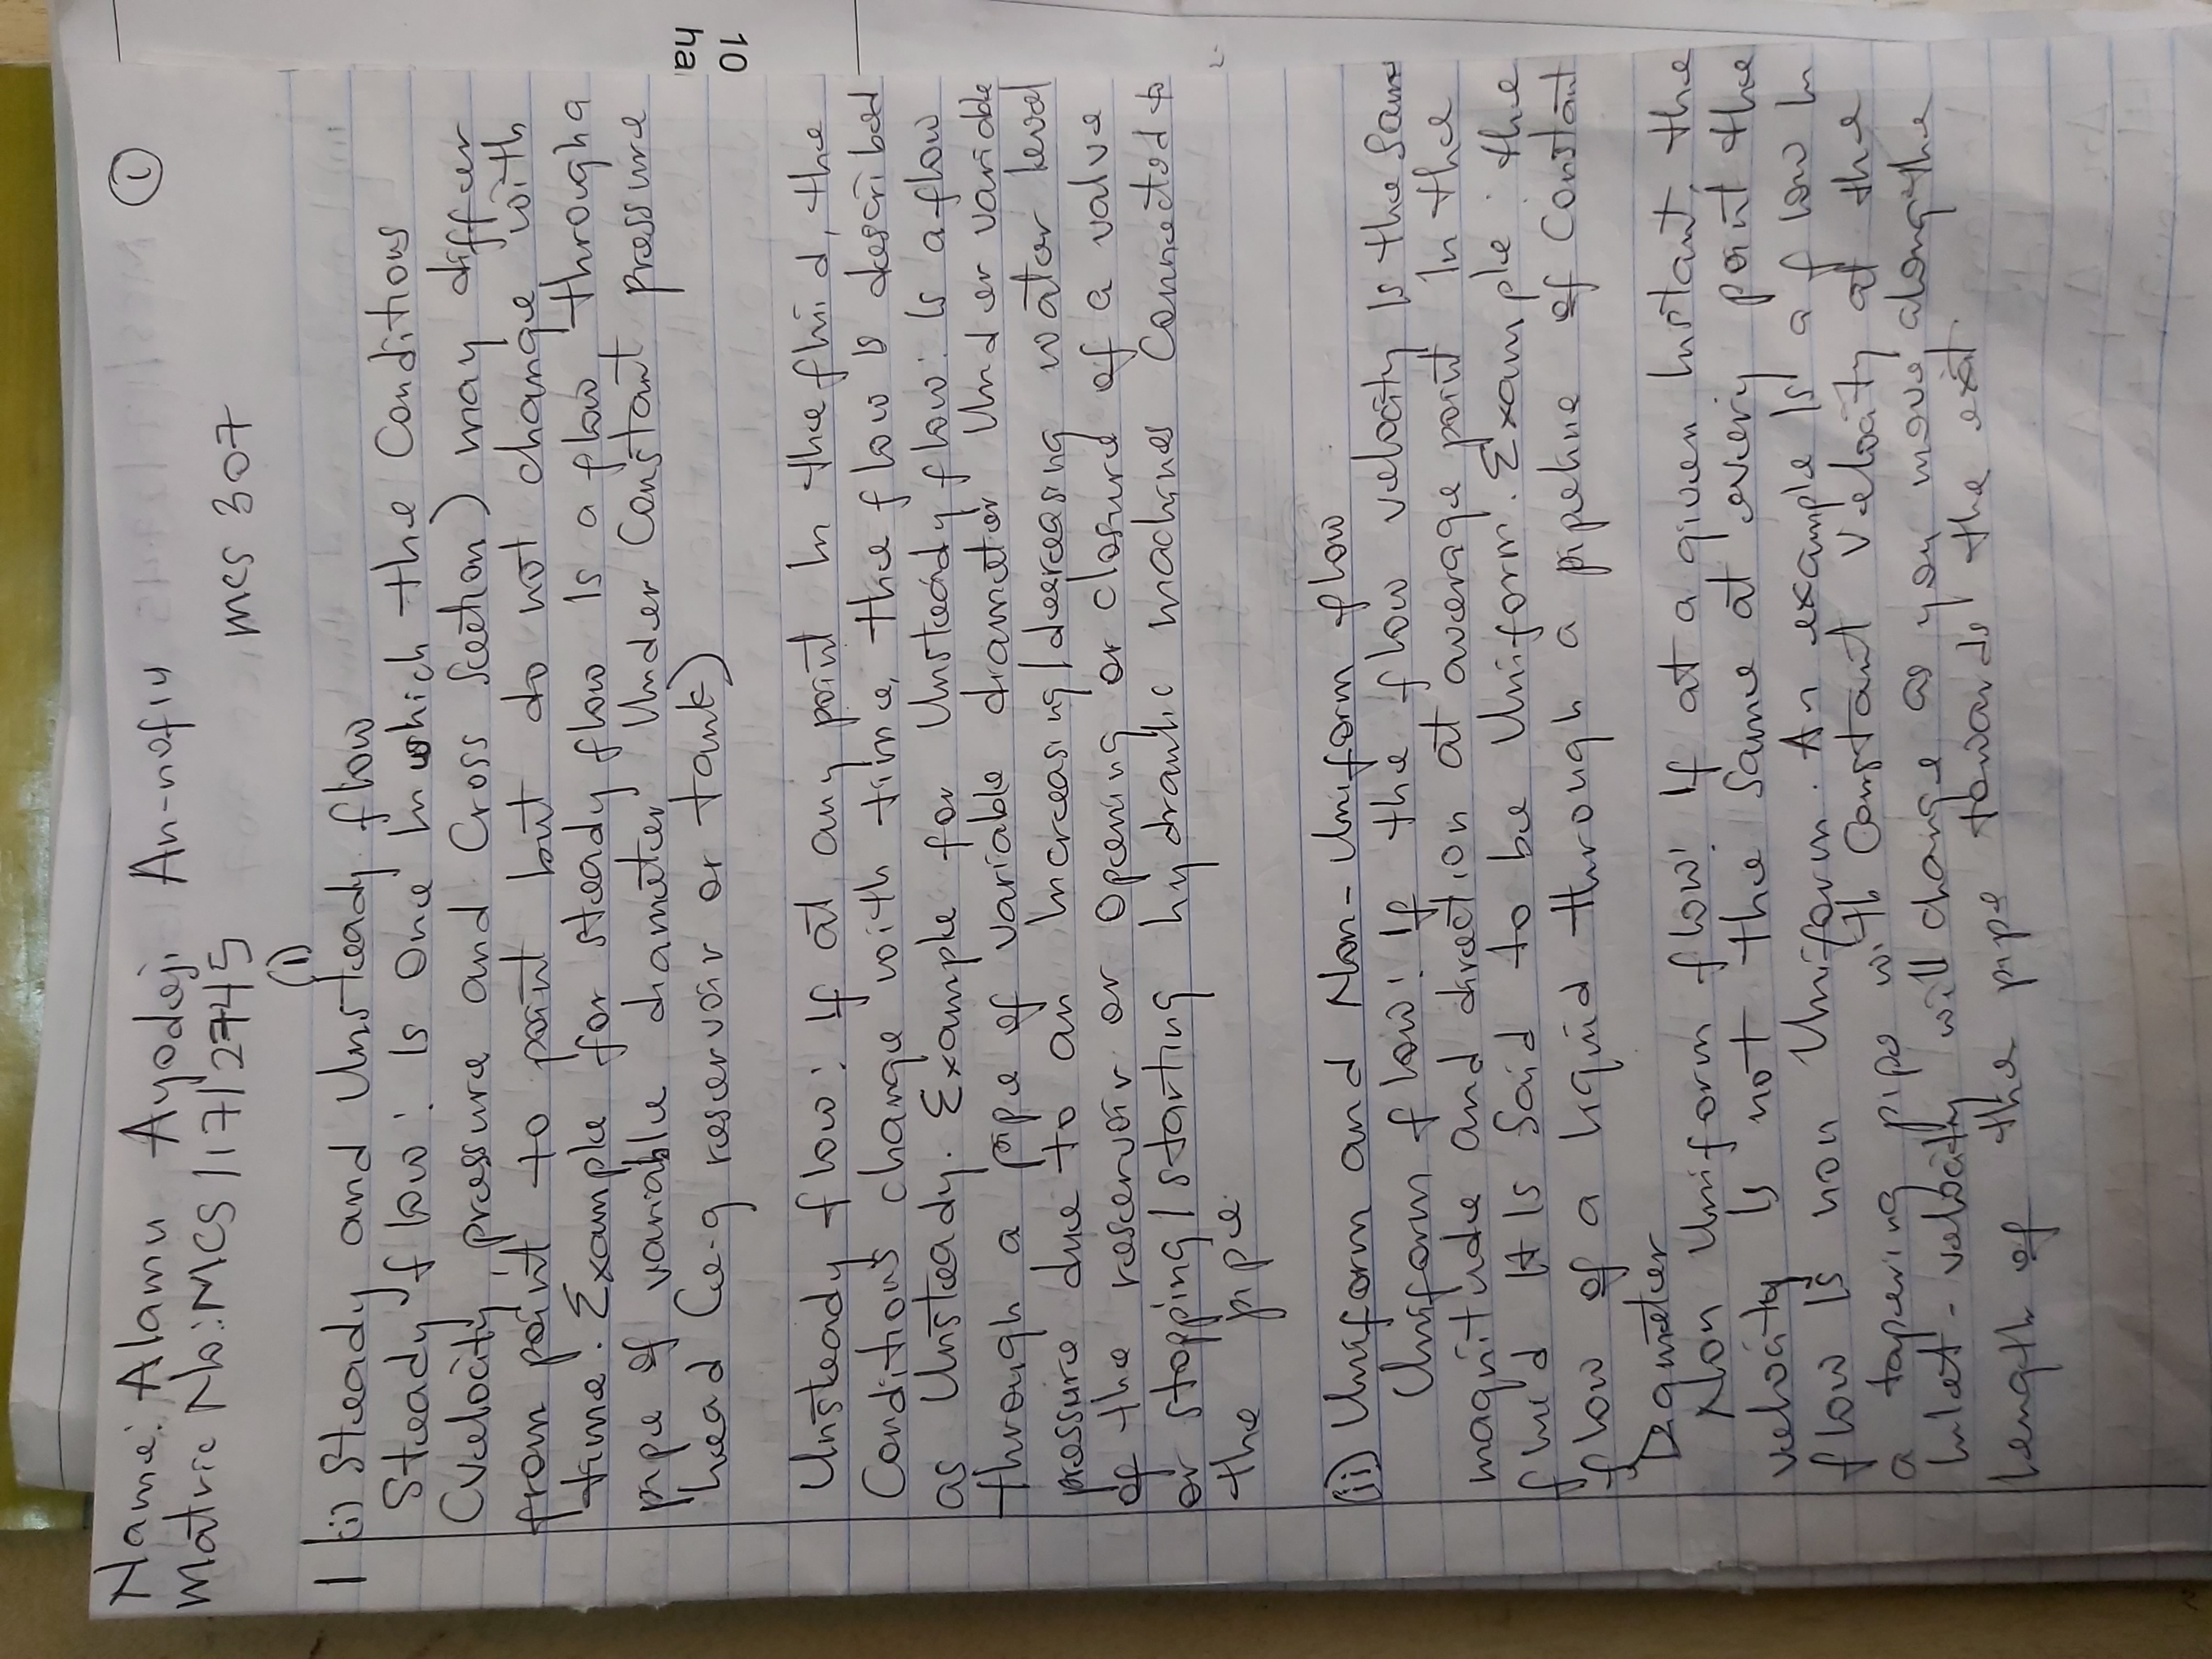 Name: Alamu Ayodeji An-nofiu
①
Matric No: MCS/17/2745
mcs 307
(1)
1 (i) Steady and Unsteady flow
Steady flow: Is Once In which the Conditions
(velocity, pressure and Cross Section) may differ
from point to point but do not change with
time. Example for steady flow Is a flow through a
pipe of variable diameter Under Constant pressure
head (e-g reservoir or tank)
Unsteady flow: If at any point In the fluid, the
Conditions change with time, the flow Is described
as Unsteady. Example for Unsteady flow: Is a flow
through a pipe of variable diameter Under variable
pressure due to an Increasing/decreasing water level
of the reservoir or Opening or closure of a valve
or stopping/starting hydraulic machines Connected to
the pipe.
(ii) Uniform and Non-Uniform flow
Uniform flow: If the flow velocity Is the Same
magnitude and direction at average point In the
fluid It Is Said to be Uniform. Example: the
flow of a liquid through a pipeline of Constant
Diameter
Non Uniform flow: If at a given Instant, the
velocity Is not the Same at every point the
flow Is non Uniform. An example Is a flow In
a tapering pipe with Constant Velocity at the
Inlet - velocity will change as you move along the
length of the pipe towards the exit.
ha
10